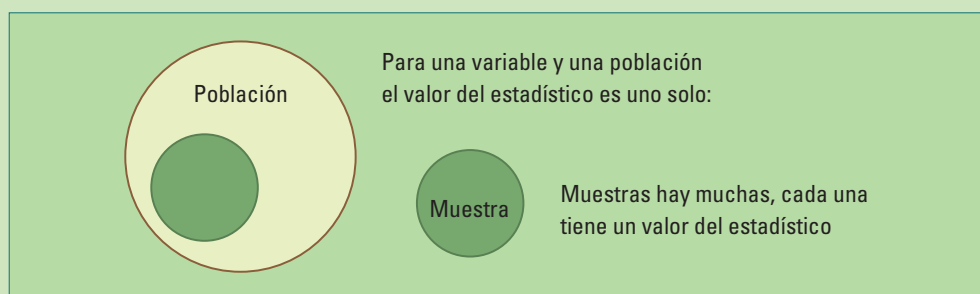 Población
Para una variable y una población
el valor del estadístico es uno solo:
Muestra
Muestras hay muchas, cada una
tiene un valor del estadístico